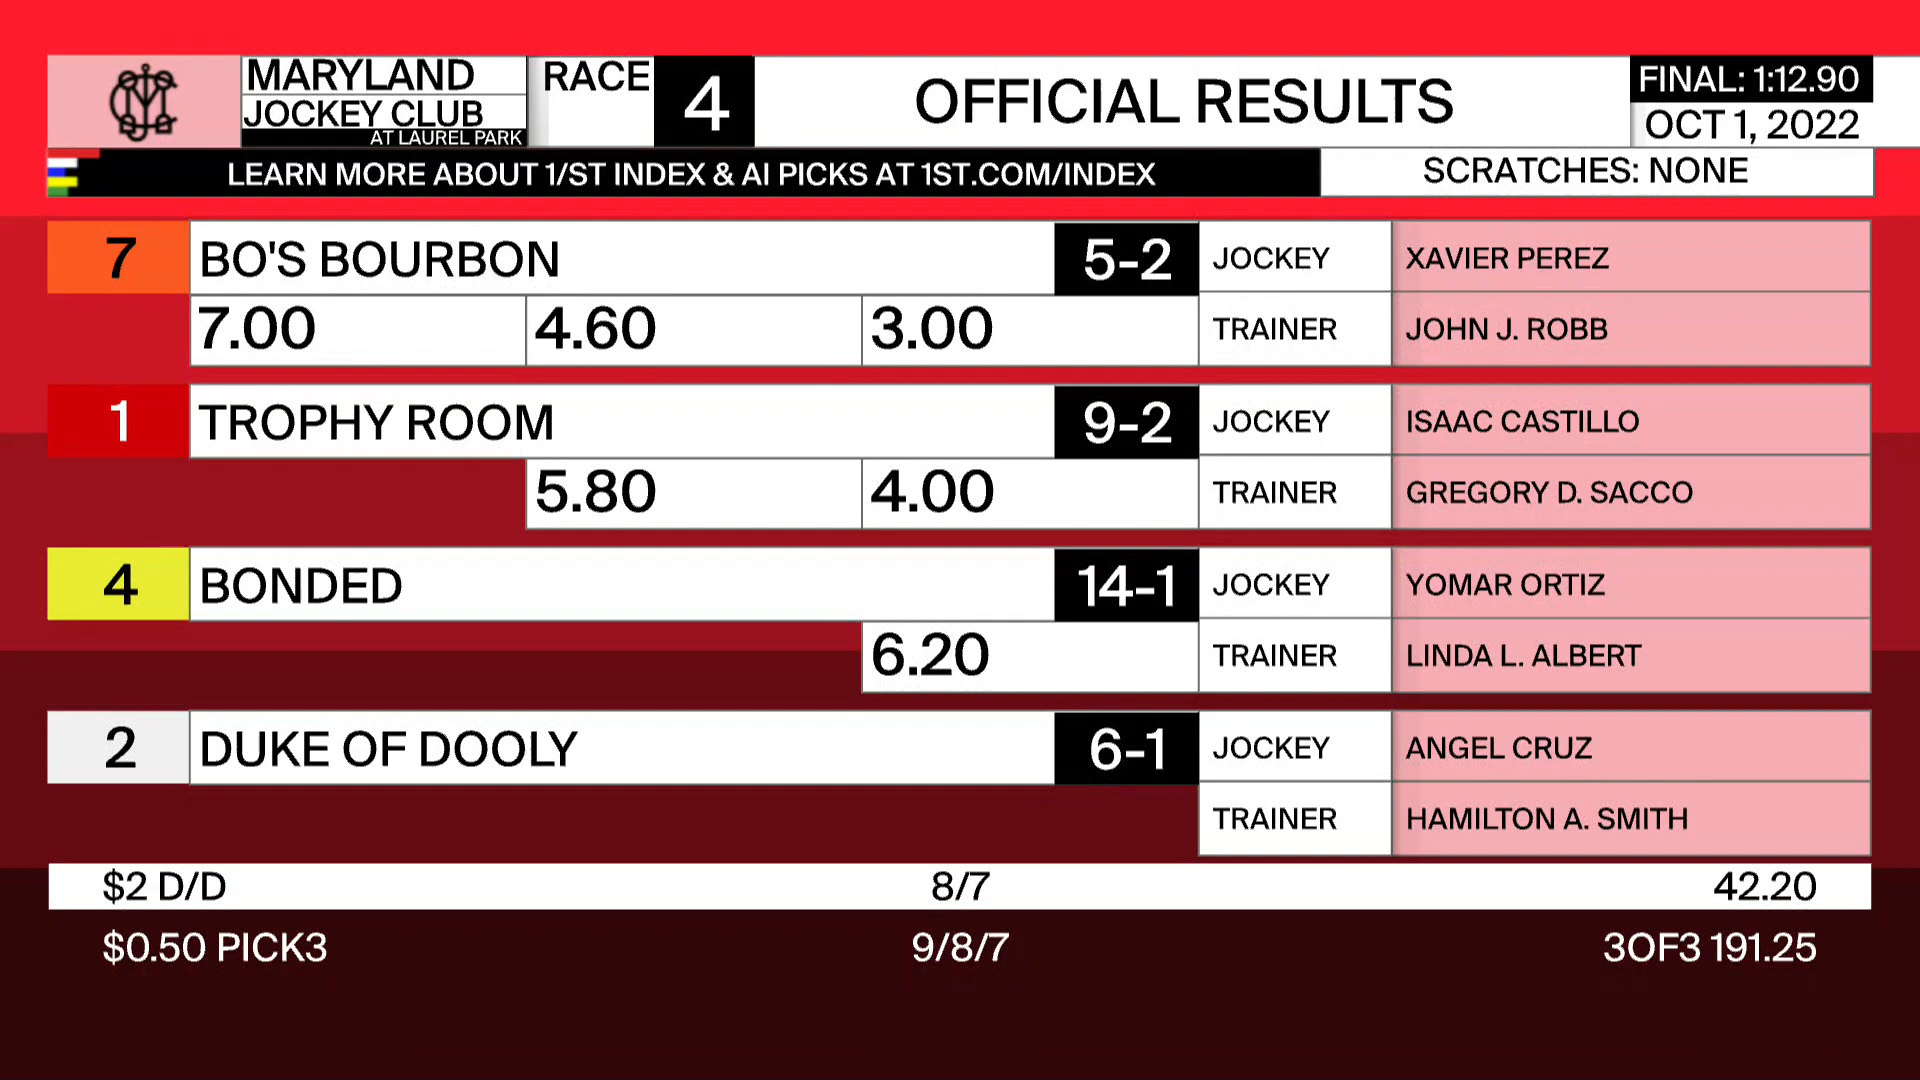 MARYLAND
JOCKEY CLUB
AT LAUREL PARK
RACE 4
OFFICIAL RESULTS
FINAL: 1:12.90
OCT 1, 2022
LEARN MORE ABOUT 1/ST INDEX & AI PICKS AT 1ST.COM/INDEX
SCRATCHES: NONE
7 BO'S BOURBON 5-2 JOCKEY XAVIER PEREZ
7.00 4.60 3.00 TRAINER JOHN J. ROBB
1 TROPHY ROOM 9-2 JOCKEY ISAAC CASTILLO
5.80 4.00 TRAINER GREGORY D. SACCO
4 BONDED 14-1 JOCKEY YOMAR ORTIZ
6.20 TRAINER LINDA L. ALBERT
2 DUKE OF DOOLY 6-1 JOCKEY ANGEL CRUZ
TRAINER HAMILTON A. SMITH
$2 D/D 8/7 42.20
$0.50 PICK3 9/8/7 3OF3 191.25